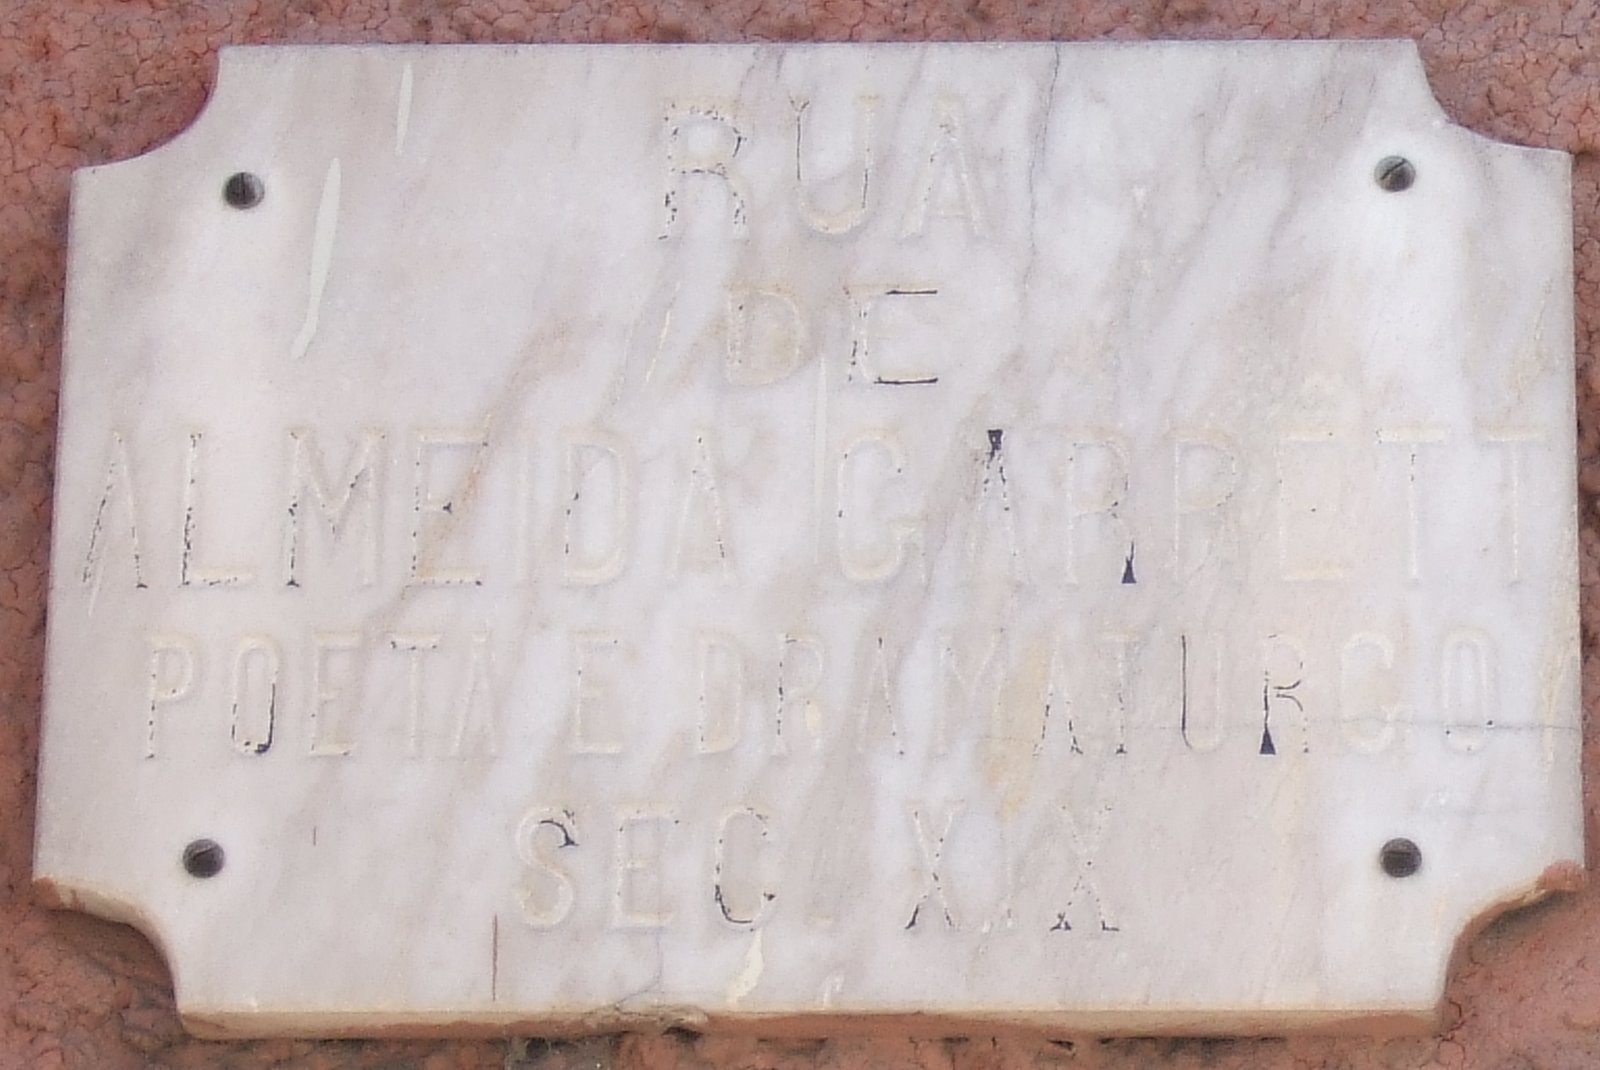 RUA
DE
ALMEIDA GARRETT
POETA E DRAMATURGO
SEC. XIX